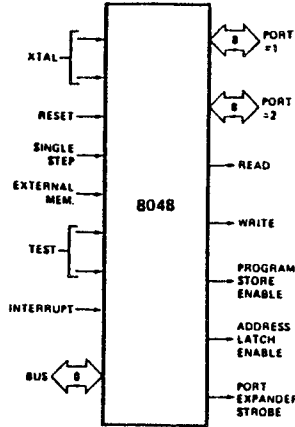 XTAL
RESET
SINGLE
STEP
EXTERNAL
MEM.
TEST
INTERRUPT
BUS
8
8048
8
PORT
=1
8
PORT
=2
READ
WRITE
PROGRAM
STORE
ENABLE
ADDRESS
LATCH
ENABLE
PORT
EXPANDER
STROBE